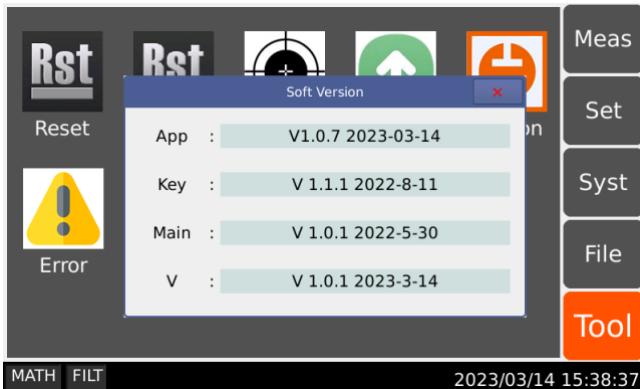 Meas
Rst
Rst
Soft Version
×
Reset
on
Set
App : V1.0.7 2023-03-14
Key : V 1.1.1 2022-8-11
Syst
Main : V 1.0.1 2022-5-30
Error
File
V : V 1.0.1 2023-3-14
Tool
MATH FILT
2023/03/14 15:38:37